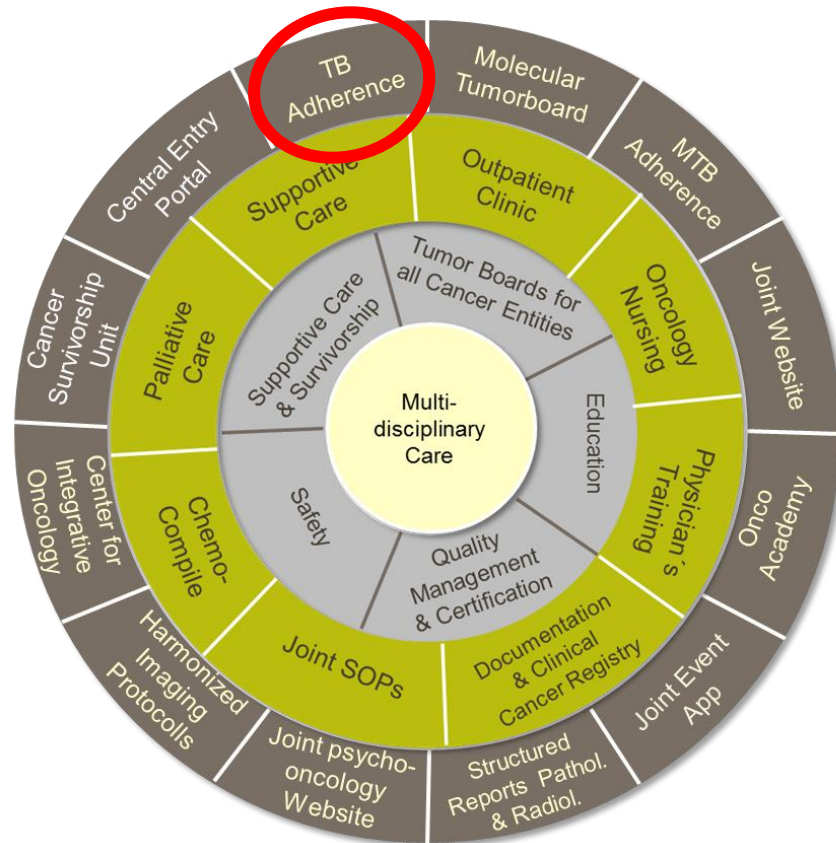 TB
Adherence
Molecular
Tumorboard
MTB
Adherence
Joint Website
Onco
Academy
Joint Event
App
Structured
Reports Pathol.
& Radiol.
Joint psycho-
oncology
Website
Harmonized
Imaging
Protocolls
Center for
Integrative
Oncology
Cancer
Survivorship
Unit
Central Entry
Portal
Supportive
Care
Outpatient
Clinic
Oncology
Nursing
Physician´s
Training
Documentation
& Clinical
Cancer Registry
Joint SOPs
Chemo-
Compile
Palliative
Care
Supportive Care
& Survivorship
Tumor Boards for
all Cancer Entities
Education
Quality
Management
& Certification
Safety
Multi-
disciplinary
Care